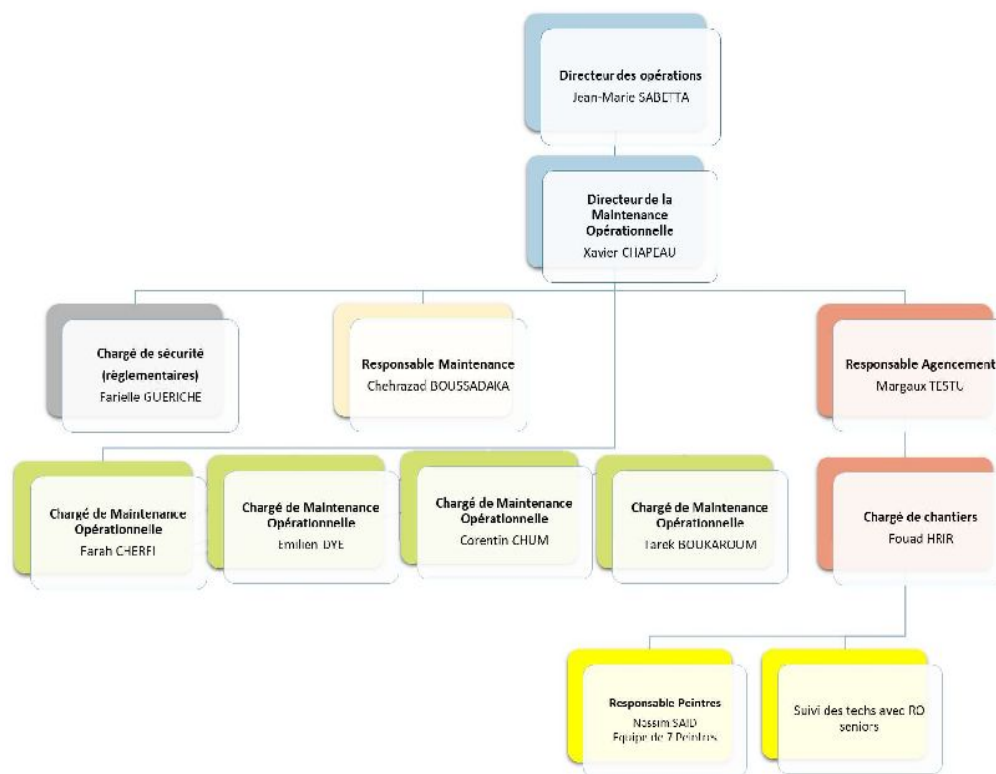 Directeur des opérations
Jean-Marie SABETTA
Directeur de la
Maintenance
Opérationnelle
Xavier CHAPEAU
Chargé de sécurité
(règlementaires)
Farielle GUERICHE
Responsable Maintenance
Chehrazad BOUSSADAKA
Responsable Agencement
Margaux TESTU
Chargé de Maintenance
Opérationnelle
Farah CHERFI
Chargé de Maintenance
Opérationnelle
Emilien DYE
Chargé de Maintenance
Opérationnelle
Corentin CHUM
Chargé de Maintenance
Opérationnelle
Tarek BOUKAROUM
Chargé de chantiers
Fouad HRIR
Responsable Peintres
Nassim SAID
Equipe de 7 Peintres
Suivi des techs avec RO
seniors